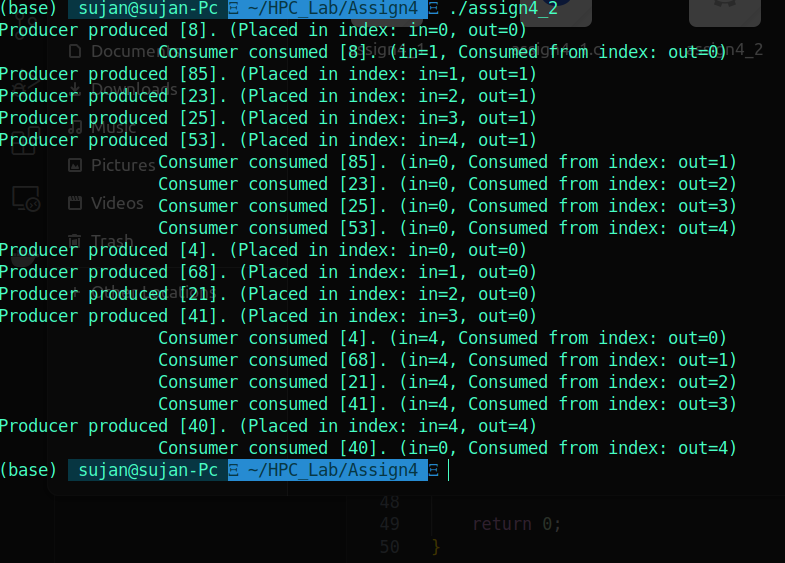 (base) sujan@sujan-Pc Ξ ~/HPC_Lab/Assign4 Ξ ./assign4_2
Producer produced [8]. (Placed in index: in=0, out=0)
Consumer consumed [8]. (in=1, Consumed from index: out=0)
Producer produced [85]. (Placed in index: in=1, out=1)
Producer produced [23]. (Placed in index: in=2, out=1)
Producer produced [25]. (Placed in index: in=3, out=1)
Producer produced [53]. (Placed in index: in=4, out=1)
Consumer consumed [85]. (in=0, Consumed from index: out=1)
Consumer consumed [23]. (in=0, Consumed from index: out=2)
Consumer consumed [25]. (in=0, Consumed from index: out=3)
Consumer consumed [53]. (in=0, Consumed from index: out=4)
Producer produced [4]. (Placed in index: in=0, out=0)
Producer produced [68]. (Placed in index: in=1, out=0)
Producer produced [21]. (Placed in index: in=2, out=0)
Producer produced [41]. (Placed in index: in=3, out=0)
Consumer consumed [4]. (in=4, Consumed from index: out=0)
Consumer consumed [68]. (in=4, Consumed from index: out=1)
Consumer consumed [21]. (in=4, Consumed from index: out=2)
Consumer consumed [41]. (in=4, Consumed from index: out=3)
Producer produced [40]. (Placed in index: in=4, out=4)
Consumer consumed [40]. (in=0, Consumed from index: out=4)
(base) sujan@sujan-Pc Ξ ~/HPC_Lab/Assign4 Ξ
Documents
Downloads
Music
Pictures
Videos
Trash
Other Locations
48
49 return 0;
50 }